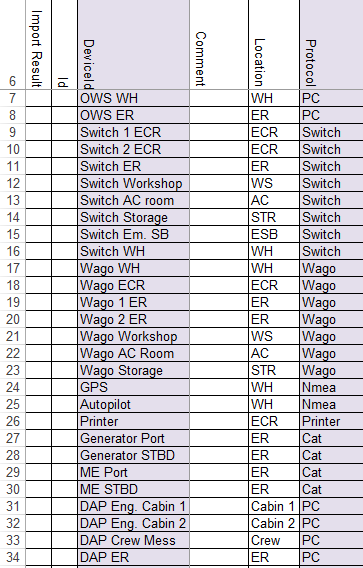 6 Import Result Id DeviceId Comment Location Protocol
7 OWS WH WH PC
8 OWS ER ER PC
9 Switch 1 ECR ECR Switch
10 Switch 2 ECR ECR Switch
11 Switch ER ER Switch
12 Switch Workshop WS Switch
13 Switch AC room AC Switch
14 Switch Storage STR Switch
15 Switch Em. SB ESB Switch
16 Switch WH WH Switch
17 Wago WH WH Wago
18 Wago ECR ECR Wago
19 Wago 1 ER ER Wago
20 Wago 2 ER ER Wago
21 Wago Workshop WS Wago
22 Wago AC Room AC Wago
23 Wago Storage STR Wago
24 GPS WH Nmea
25 Autopilot WH Nmea
26 Printer ECR Printer
27 Generator Port ER Cat
28 Generator STBD ER Cat
29 ME Port ER Cat
30 ME STBD ER Cat
31 DAP Eng. Cabin 1 Cabin 1 PC
32 DAP Eng. Cabin 2 Cabin 2 PC
33 DAP Crew Mess Crew PC
34 DAP ER ER PC